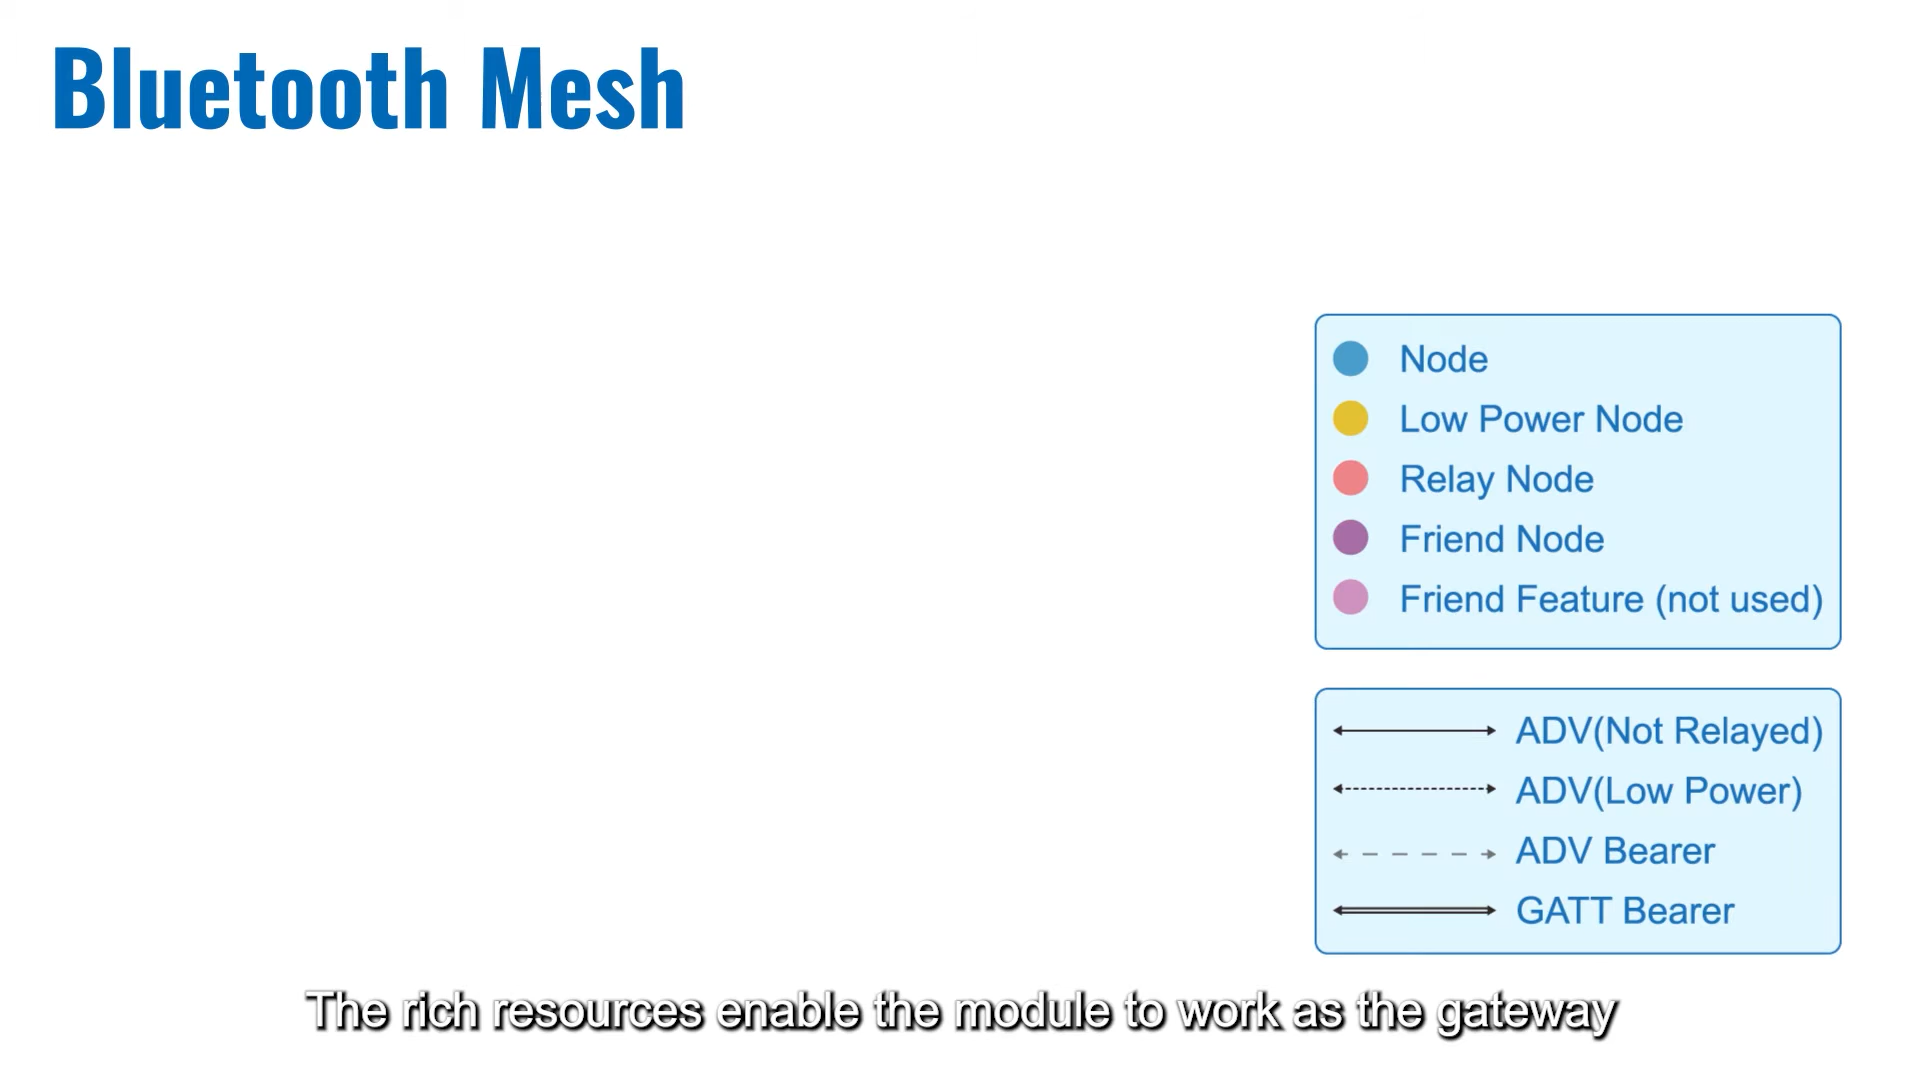 Bluetooth Mesh
Node
Low Power Node
Relay Node
Friend Node
Friend Feature (not used)
ADV(Not Relayed)
ADV(Low Power)
ADV Bearer
GATT Bearer
The rich resources enable the module to work as the gateway